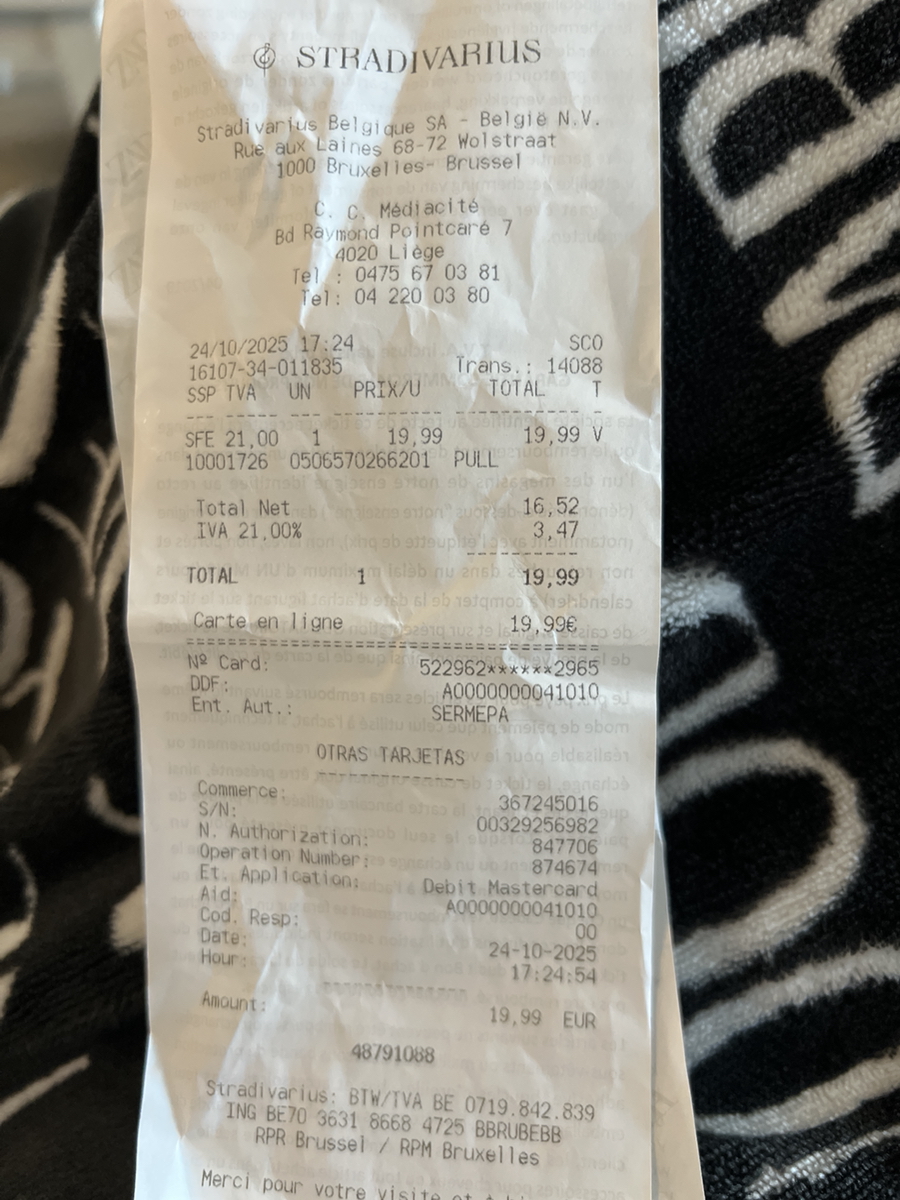 STRADIVARIUS
Stradivarius Belgique SA - België N.V.
Rue aux Laines 68-72 Wolstraat
1000 Bruxelles- Brussel
C. C. Médiacité
Bd Raymond Pointcaré 7
4020 Liège
Tel : 0475 67 03 81
Tel: 04 220 03 80
24/10/2025 17:24 SCO
16107-34-011835 Trans.: 14088
SSP TVA UN PRIX/U TOTAL T
SFE 21,00 1 19,99 19,99 V
10001726 0506570266201 PULL
Total Net 16,52
IVA 21,00% 3,47
TOTAL 1 19,99
Carte en ligne 19,99€
Nº Card: 522962******2965
DDF: A0000000041010
Ent. Aut.: SERMEPA
OTRAS TARJETAS
Commerce: 367245016
S/N: 00329256982
N. Authorization: 847706
Operation Number: 874674
Et. Application: Debit Mastercard
Aid: A0000000041010
Cod. Resp: 00
Date: 24-10-2025
Hour: 17:24:54
Amount: 19,99 EUR
48791088
Stradivarius: BTW/TVA BE 0719.842.839
ING BE70 3631 8668 4725 BBRUBEBB
RPR Brussel / RPM Bruxelles
Merci pour votre visite et